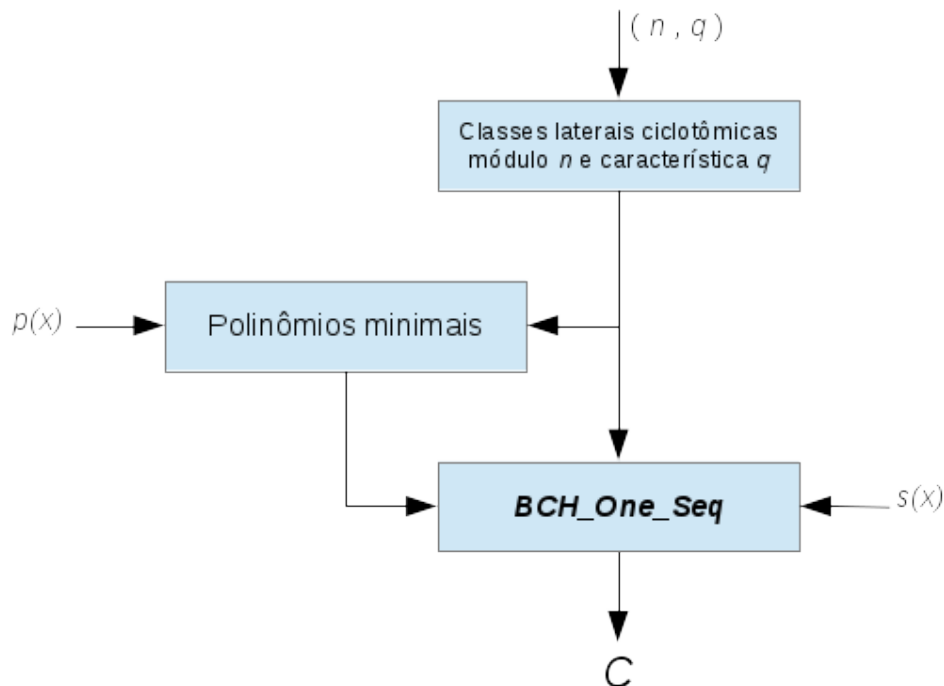 ( n , q )
Classes laterais ciclotômicas
módulo n e característica q
p(x)
Polinômios minimais
BCH_One_Seq
s(x)
C